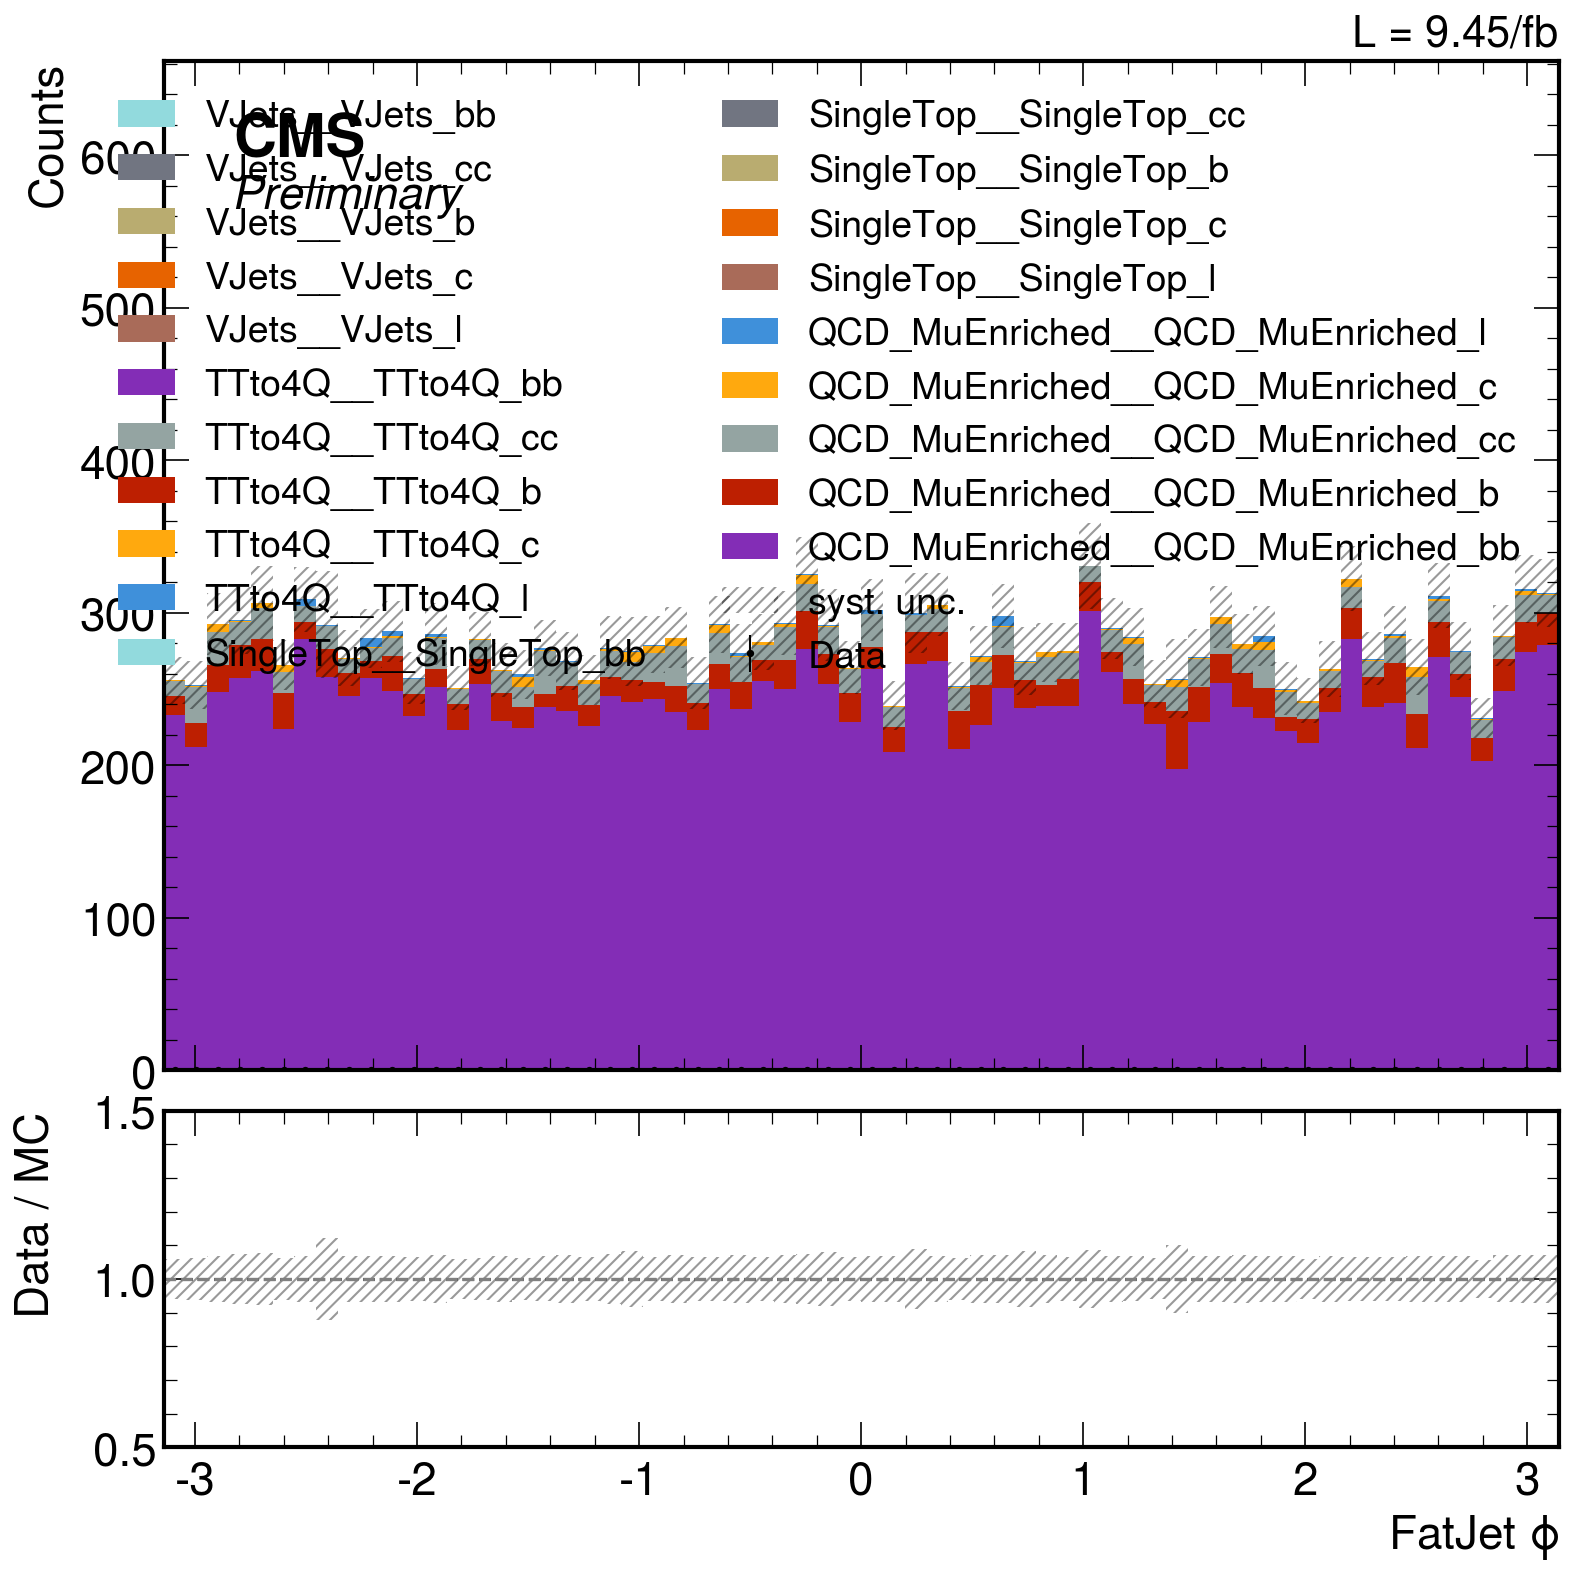 L = 9.45/fb
Counts
CMS
Preliminary
VJets__VJets_bb
VJets__VJets_cc
VJets__VJets_b
VJets__VJets_c
VJets__VJets_l
TTto4Q__TTto4Q_bb
TTto4Q__TTto4Q_cc
TTto4Q__TTto4Q_b
TTto4Q__TTto4Q_c
TTto4Q__TTto4Q_l
SingleTop__SingleTop_bb
SingleTop__SingleTop_cc
SingleTop__SingleTop_b
SingleTop__SingleTop_c
SingleTop__SingleTop_l
QCD_MuEnriched__QCD_MuEnriched_l
QCD_MuEnriched__QCD_MuEnriched_c
QCD_MuEnriched__QCD_MuEnriched_cc
QCD_MuEnriched__QCD_MuEnriched_b
QCD_MuEnriched__QCD_MuEnriched_bb
syst. unc.
Data
600
500
400
300
200
100
0
Data / MC
1.5
1.0
0.5
-3 -2 -1 0 1 2 3
FatJet ϕ